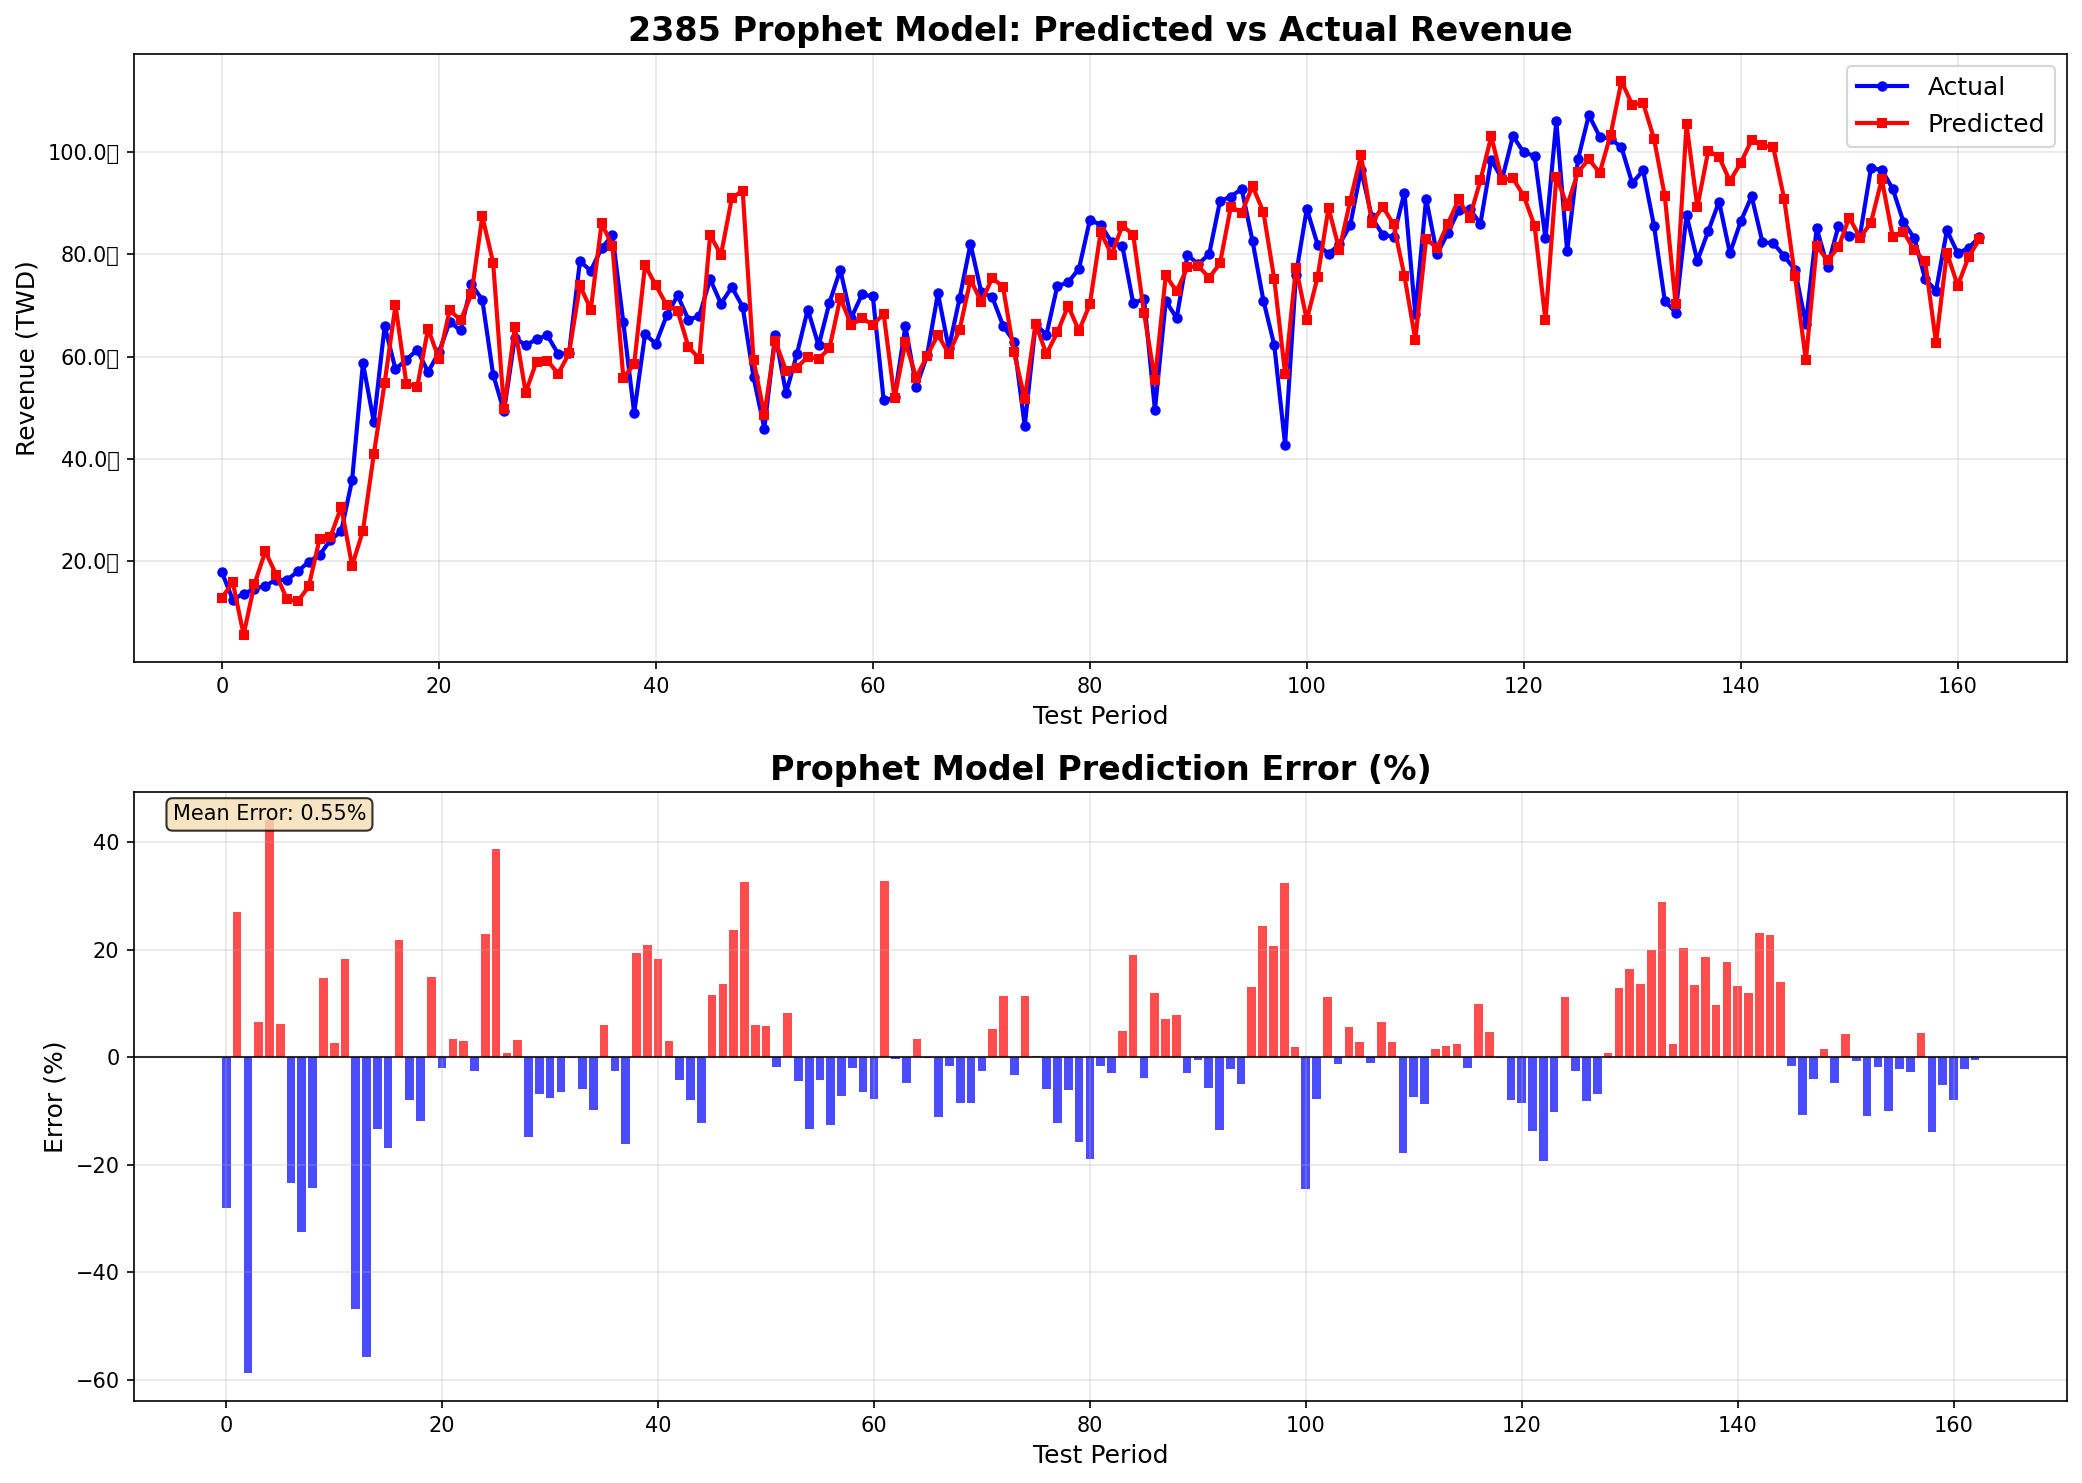 2385 Prophet Model: Predicted vs Actual Revenue
Actual
Predicted
100.0
80.0
60.0
40.0
20.0
Revenue (TWD)
0 20 40 60 80 100 120 140 160
Test Period
Prophet Model Prediction Error (%)
Mean Error: 0.55%
40
20
0
−20
−40
−60
Error (%)
0 20 40 60 80 100 120 140 160
Test Period